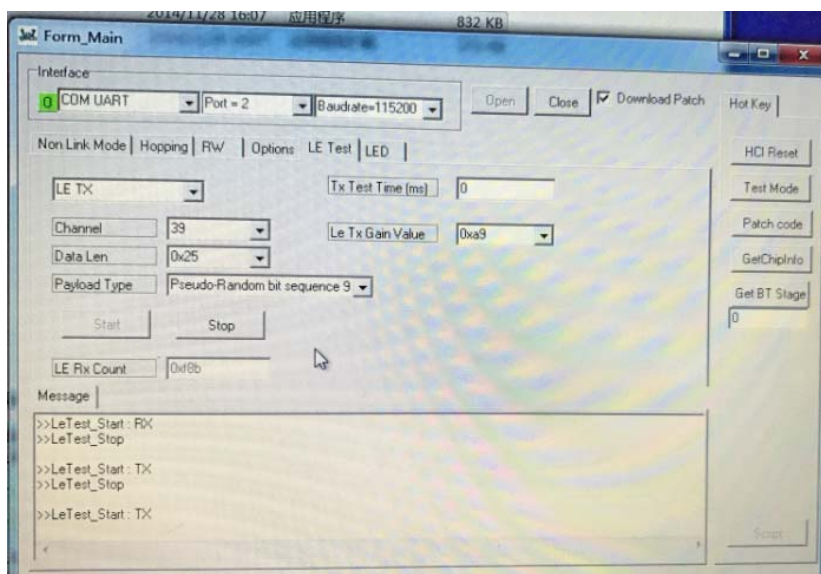 2014/11/28 16:07 应用程序 832 KB
Form_Main
Interface
COM UART Port = 2 Baudrate=115200 Open Close Download Patch Hot Key
Non Link Mode Hopping RW Options LE Test LED
HCI Reset
LE TX Tx Test Time (ms) 0 Test Mode
Channel 39 Le Tx Gain Value 0xa9 Patch code
Data Len 0x25 GetChipInfo
Payload Type Pseudo-Random bit sequence 9 Get BT Stage
Start Stop 0
LE Rx Count 0xf8b
Message
>>LeTest_Start : RX
>>LeTest_Stop
>>LeTest_Start : TX
>>LeTest_Stop
>>LeTest_Start : TX
Script